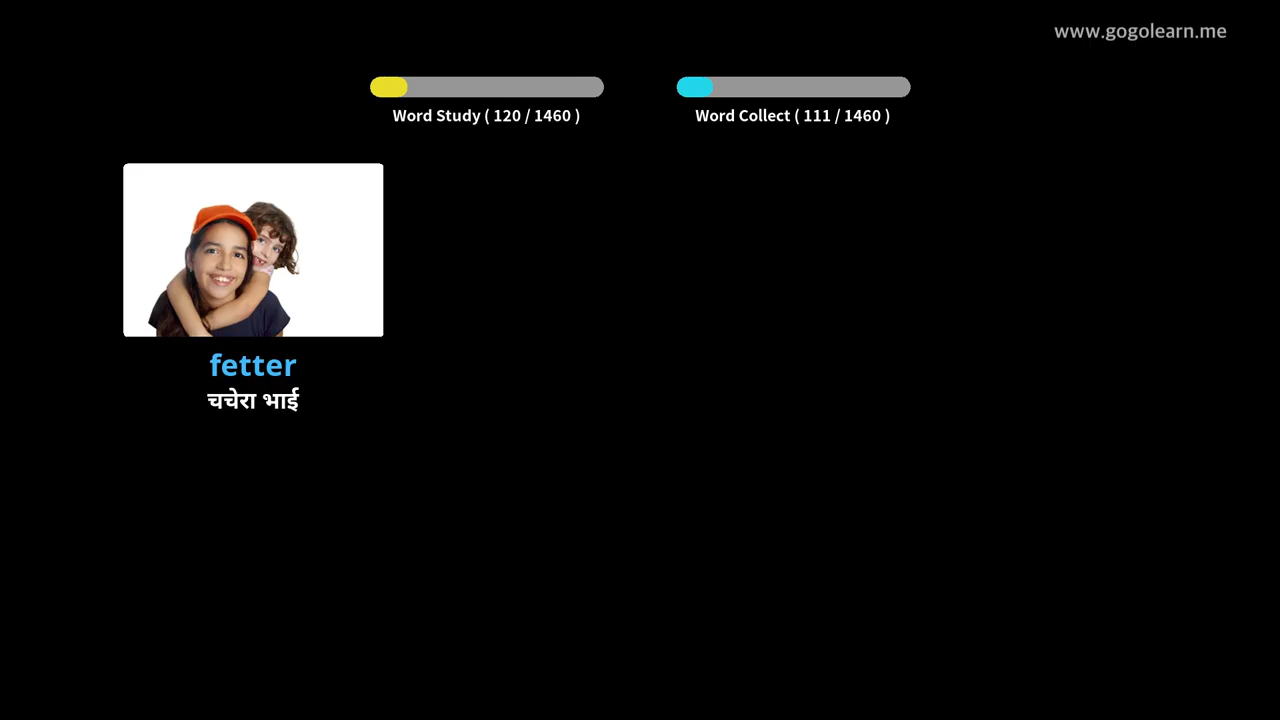 www.gogolearn.me
Word Study ( 120 / 1460 )
Word Collect ( 111 / 1460 )
fetter
चचेरा भाई